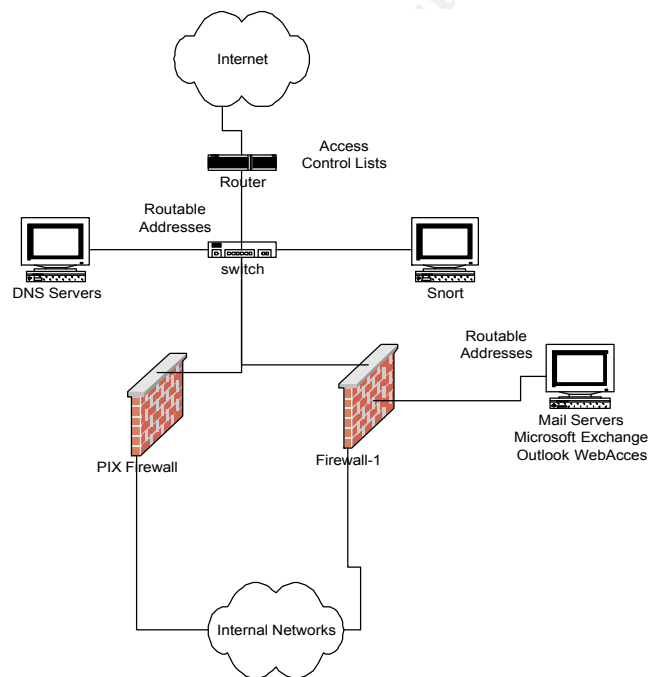 Internet
Access
Control Lists
Router
Routable
Addresses
switch
DNS Servers
Snort
Routable
Addresses
Mail Servers
Microsoft Exchange
Outlook WebAcces
PIX Firewall
Firewall-1
Internal Networks